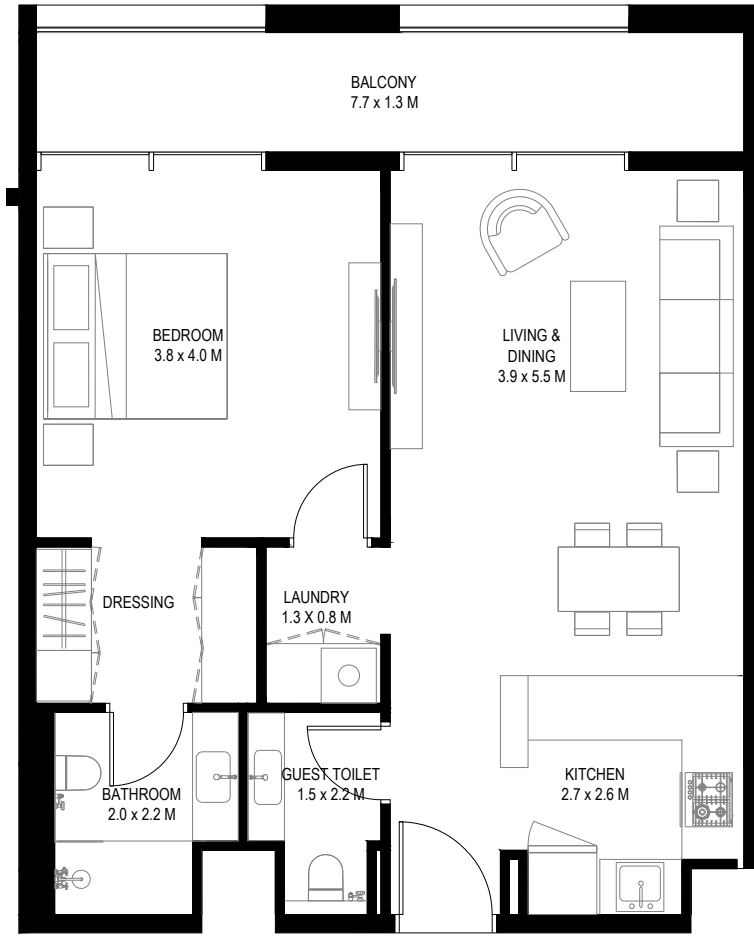 BALCONY
7.7 x 1.3 M
BEDROOM
3.8 x 4.0 M
LIVING &
DINING
3.9 x 5.5 M
DRESSING
LAUNDRY
1.3 X 0.8 M
BATHROOM
2.0 x 2.2 M
GUEST TOILET
1.5 x 2.2 M
KITCHEN
2.7 x 2.6 M